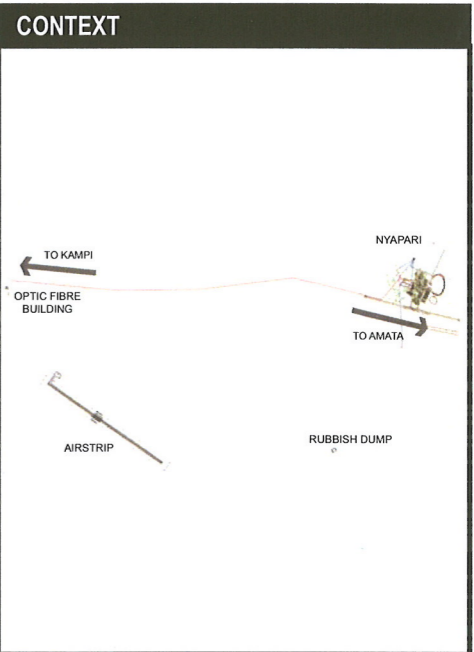 CONTEXT
NYAPARI
TO KAMPI
OPTIC FIBRE
BUILDING
TO AMATA
RUBBISH DUMP
AIRSTRIP